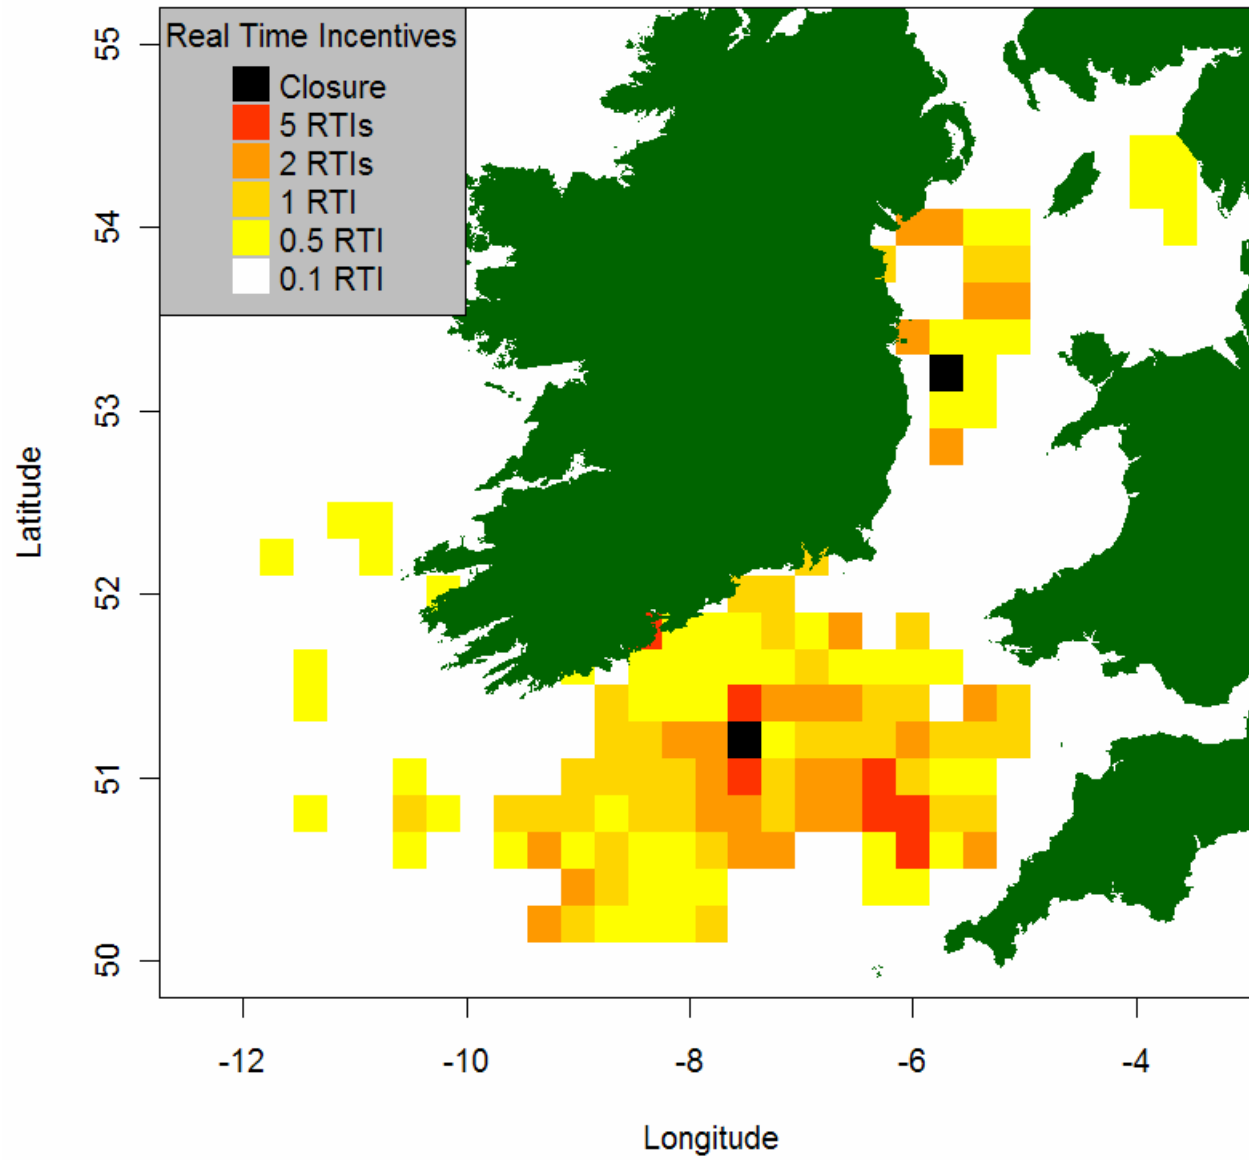 Real Time Incentives
Closure
5 RTIs
2 RTIs
1 RTI
0.5 RTI
0.1 RTI
55
54
53
52
51
50
Latitude
-12 -10 -8 -6 -4
Longitude